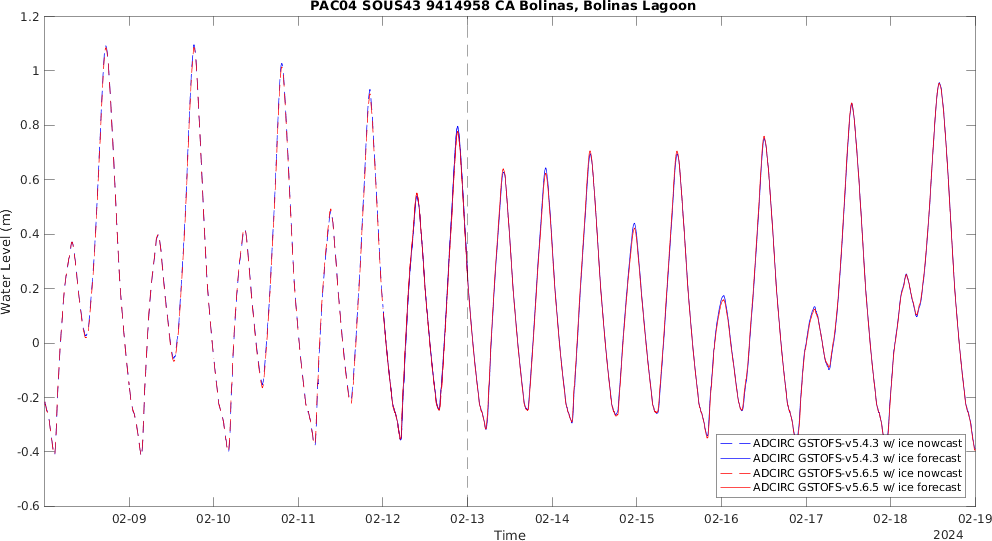 PAC04 SOUS43 9414958 CA Bolinas, Bolinas Lagoon
Water Level (m)
1.2
1
0.8
0.6
0.4
0.2
0
-0.2
-0.4
-0.6
ADCIRC GSTOFS-v5.4.3 w/ ice nowcast
ADCIRC GSTOFS-v5.4.3 w/ ice forecast
ADCIRC GSTOFS-v5.6.5 w/ ice nowcast
ADCIRC GSTOFS-v5.6.5 w/ ice forecast
02-09 02-10 02-11 02-12 02-13 02-14 02-15 02-16 02-17 02-18 02-19
Time
2024